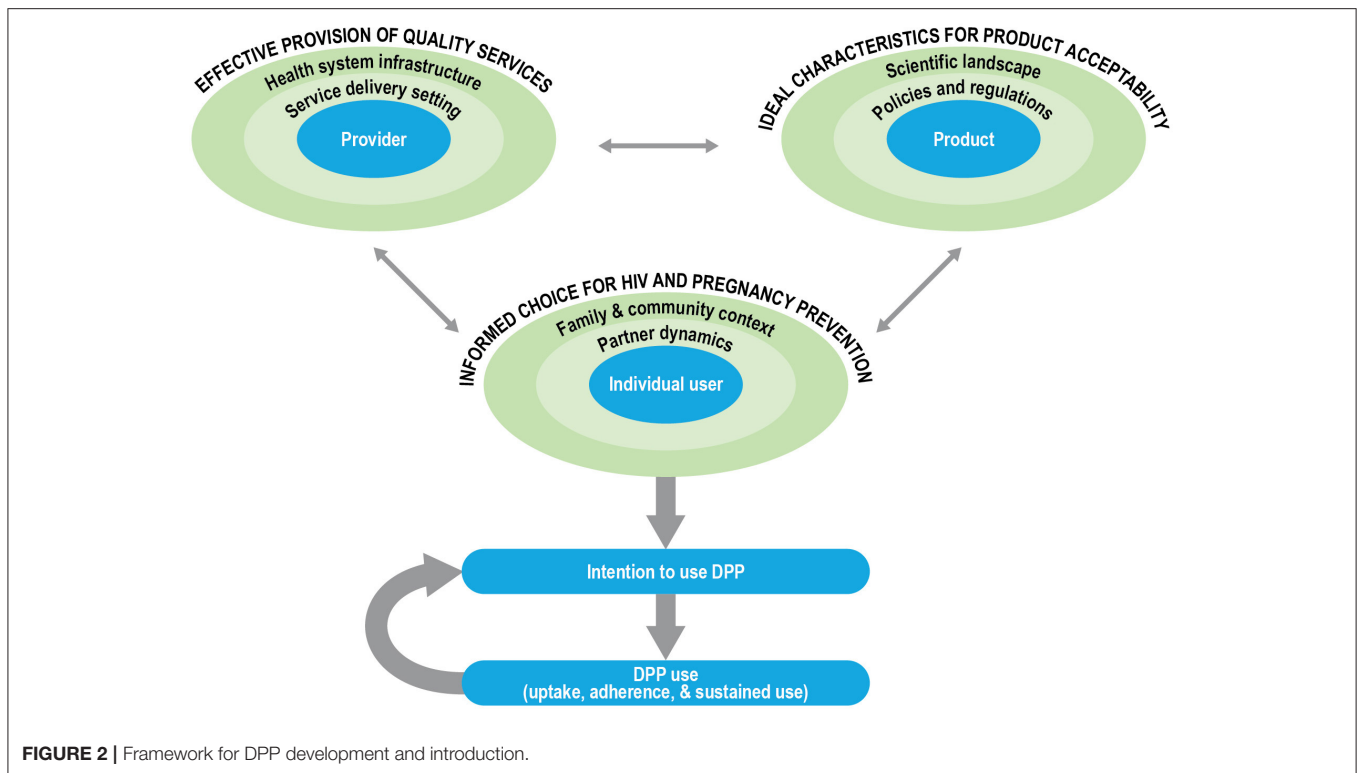 EFFECTIVE PROVISION OF QUALITY SERVICES
Health system infrastructure
Service delivery setting
Provider
IDEAL CHARACTERISTICS FOR PRODUCT ACCEPTABILITY
Scientific landscape
Policies and regulations
Product
INFORMED CHOICE FOR HIV AND PREGNANCY PREVENTION
Family & community context
Partner dynamics
Individual user
Intention to use DPP
DPP use
(uptake, adherence, & sustained use)
FIGURE 2 | Framework for DPP development and introduction.